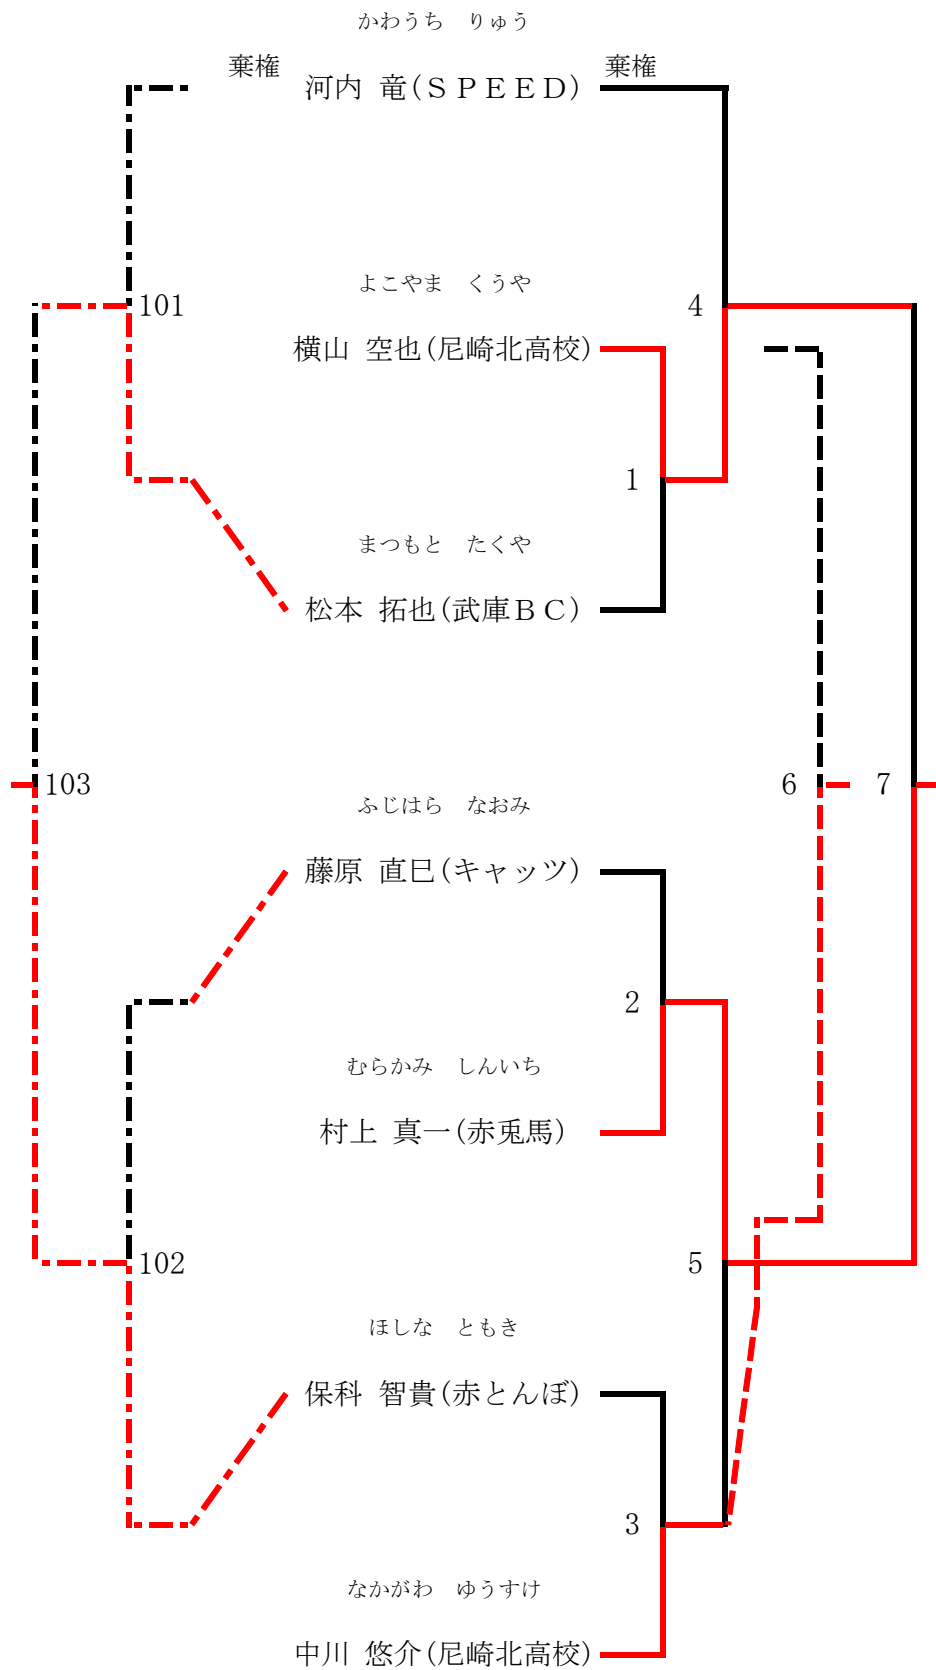 かわうち りゅう
棄権 河内 竜(ＳＰＥＥＤ) 棄権
よこやま くうや
101 4
横山 空也(尼崎北高校)
1
まつもと たくや
松本 拓也(武庫ＢＣ)
103 6 7
ふじはら なおみ
藤原 直巳(キャッツ)
2
むらかみ しんいち
村上 真一(赤兎馬)
102 5
ほしな ともき
保科 智貴(赤とんぼ)
3
なかがわ ゆうすけ
中川 悠介(尼崎北高校)